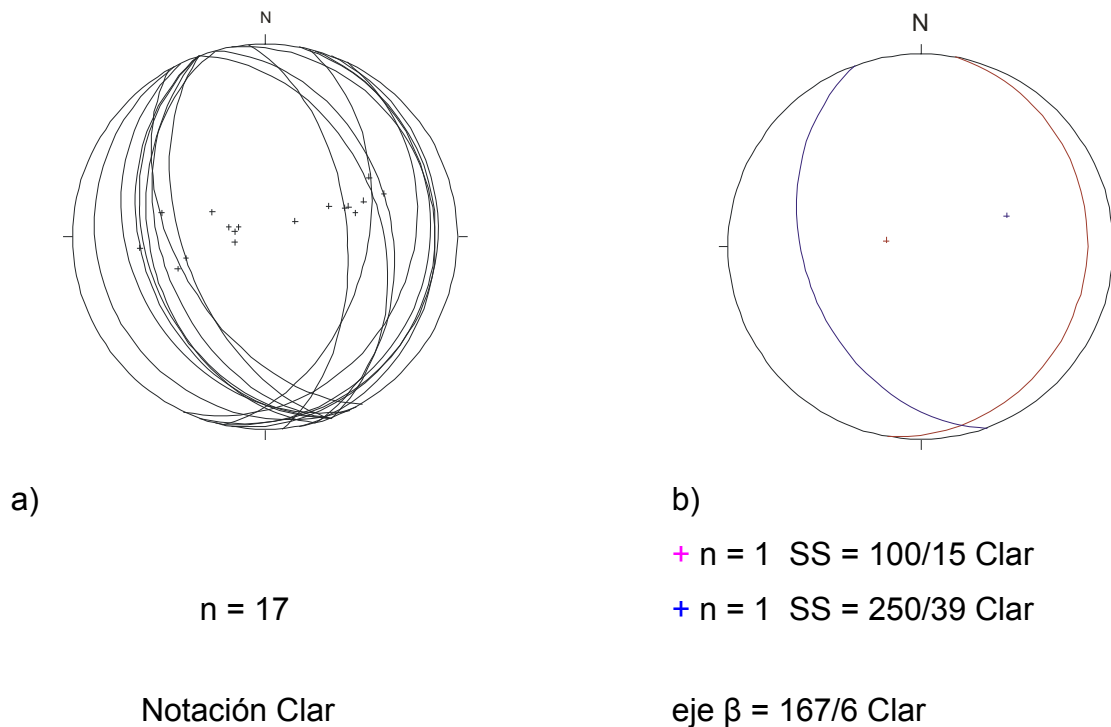 N
N
a)
b)
+ n = 1 SS = 100/15 Clar
n = 17
+ n = 1 SS = 250/39 Clar
Notación Clar
eje β = 167/6 Clar